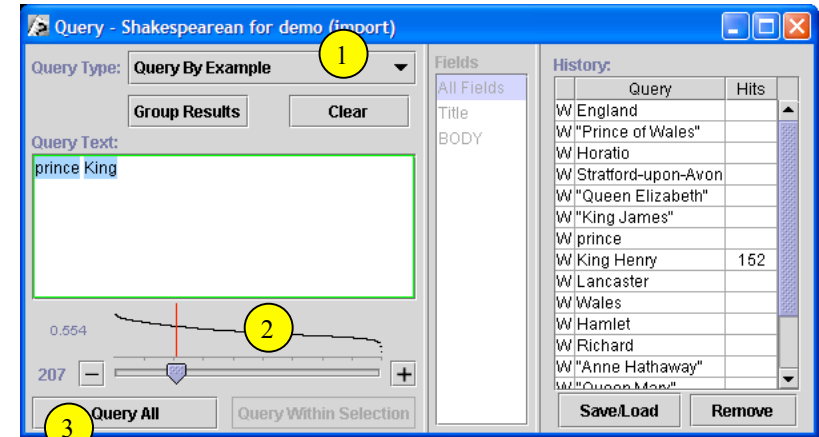 Query - Shakespearean for demo (import)
1
Query Type: Query By Example
Group Results Clear
Query Text:
prince King
0.554
2
207
3
Query All Query Within Selection
Fields
All Fields
Title
BODY
History:
Query Hits
W England
W "Prince of Wales"
W Horatio
W Stratford-upon-Avon
W "Queen Elizabeth"
W "King James"
W prince
W King Henry 152
W Lancaster
W Wales
W Hamlet
W Richard
W "Anne Hathaway"
W "Queen Mary"
Save/Load Remove